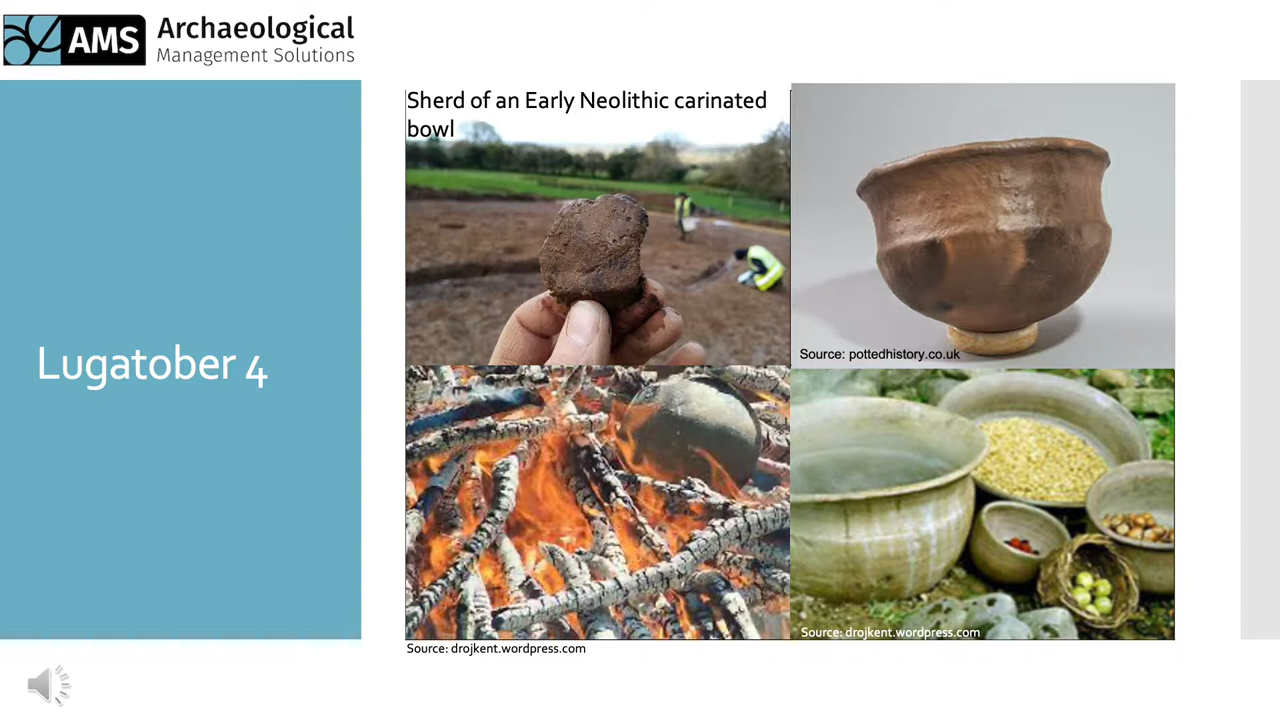 AMS Archaeological
Management Solutions
Lugatober 4
Sherd of an Early Neolithic carinated
bowl
Source: pottedhistory.co.uk
Source: drojkent.wordpress.com
Source: drojkent.wordpress.com